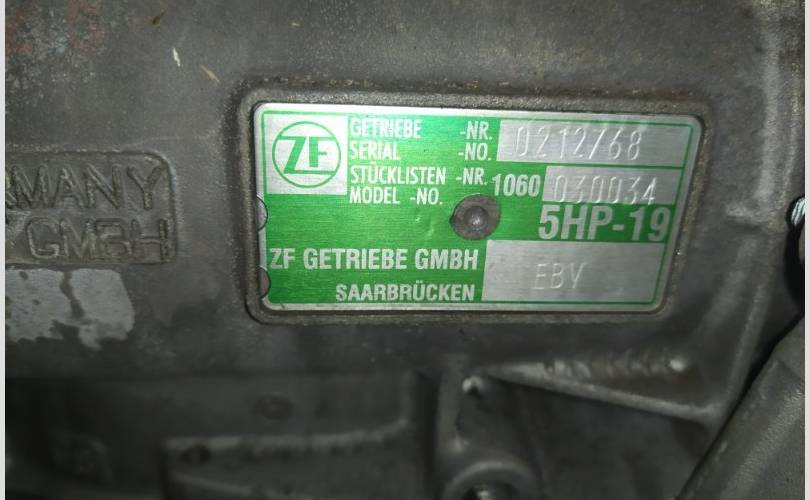 RMANY
GMBH
ZF
GETRIEBE -NR.
SERIAL -NO.
0212768
STÜCKLISTEN -NR.
MODEL -NO.
1060 030034
5HP-19
ZF GETRIEBE GMBH
SAARBRÜCKEN
EBV